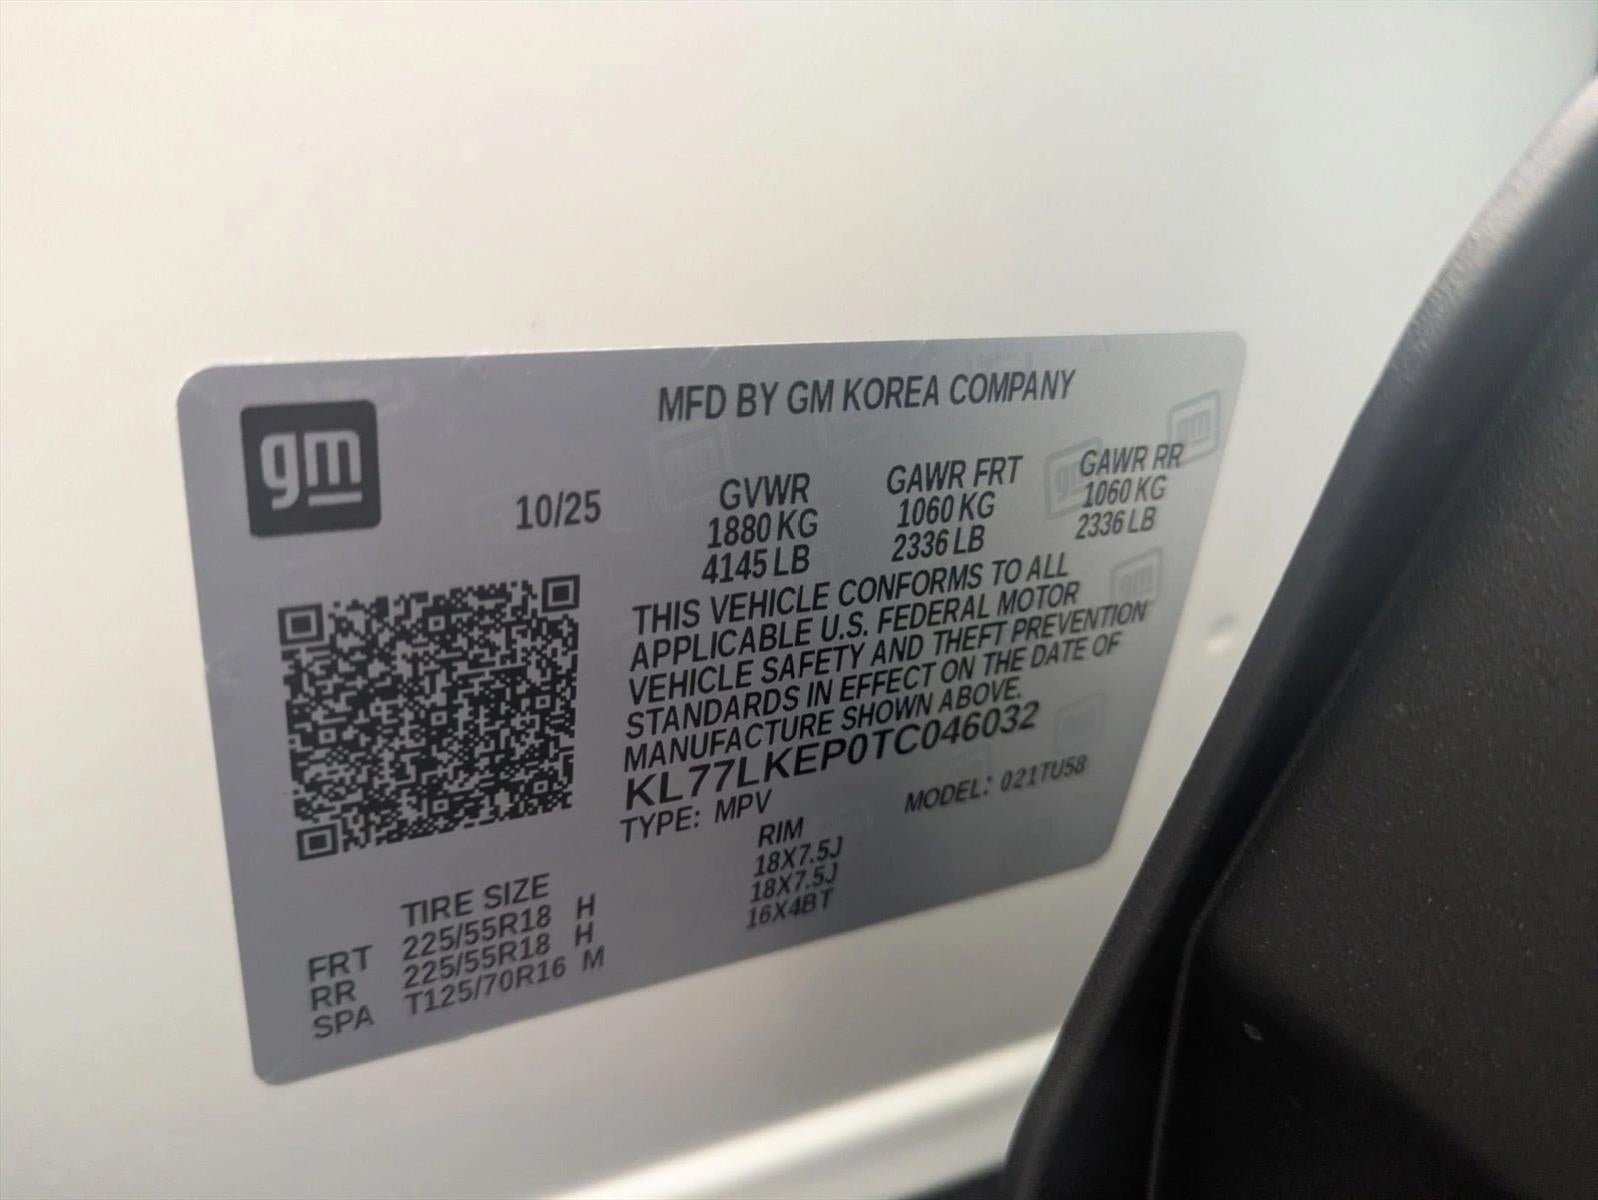 gm
MFD BY GM KOREA COMPANY
10/25
GVWR GAWR FRT GAWR RR
1880 KG 1060 KG 1060 KG
4145 LB 2336 LB 2336 LB
THIS VEHICLE CONFORMS TO ALL
APPLICABLE U.S. FEDERAL MOTOR
VEHICLE SAFETY AND THEFT PREVENTION
STANDARDS IN EFFECT ON THE DATE OF
MANUFACTURE SHOWN ABOVE.
KL77LKEP0TC046032
TYPE: MPV MODEL: 021TU58
TIRE SIZE RIM
FRT 225/55R18 H 18X7.5J
RR 225/55R18 H 18X7.5J
SPA T125/70R16 M 16X4BT